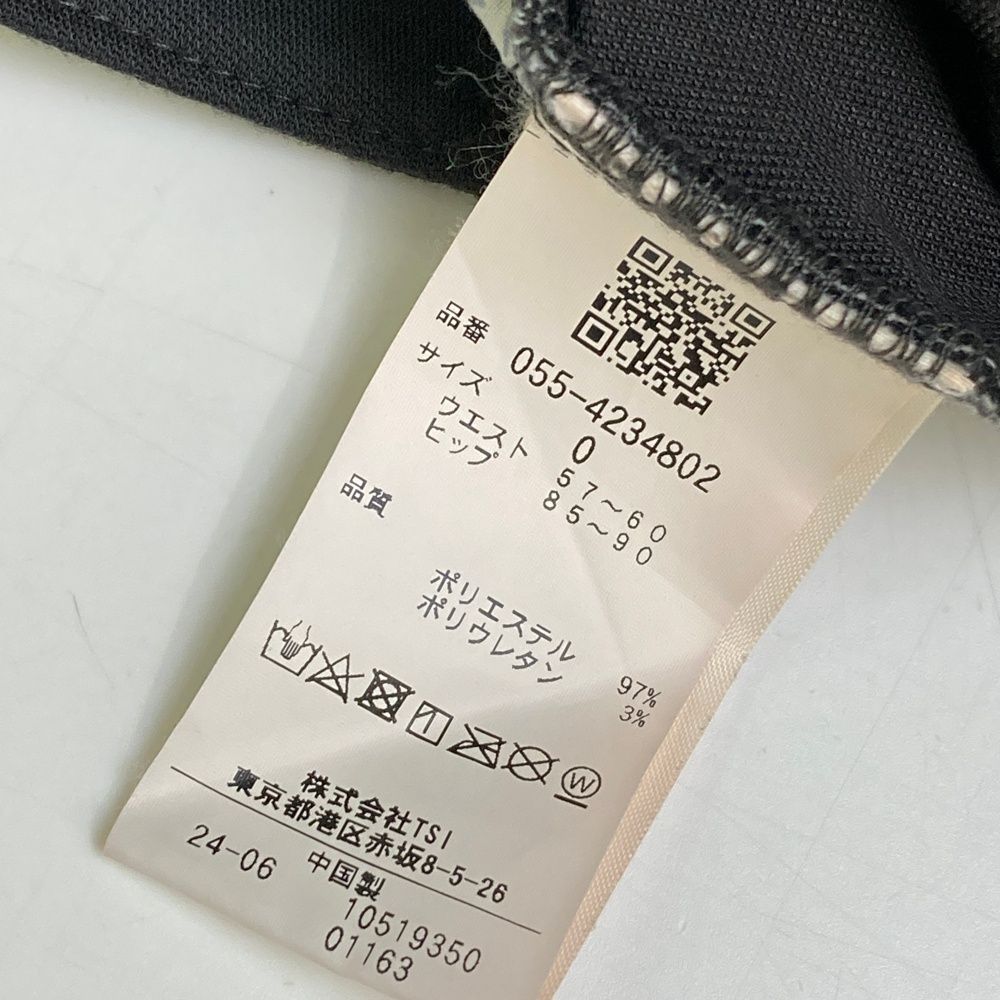 品番 055-4234802
サイズ 0
ウエスト 57～60
ヒップ 85～90
品質
ポリエステル 97%
ポリウレタン 3%
W
株式会社TSI
東京都港区赤坂8-5-26
24-06 中国製
10519350
01163